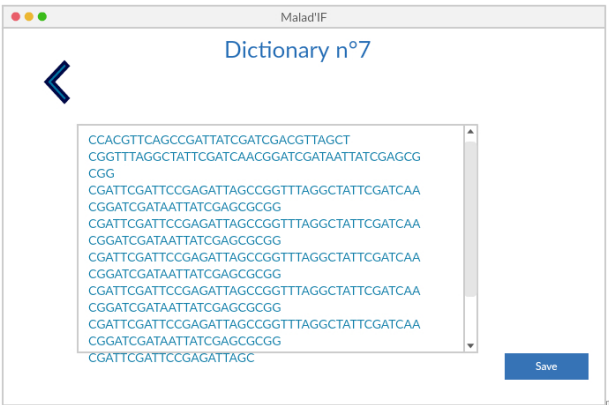 Malad'IF
Dictionary n°7
CCACGTTCAGCCGATTATCGATCGACGTTAGCT
CGGTTTAGGCTATTCGATCAACGGATCGATAATTATCGAGCG
CGG
CGATTCGATTCCGAGATTAGCCGGTTTAGGCTATTCGATCAA
CGGATCGATAATTATCGAGCGCGG
CGATTCGATTCCGAGATTAGCCGGTTTAGGCTATTCGATCAA
CGGATCGATAATTATCGAGCGCGG
CGATTCGATTCCGAGATTAGCCGGTTTAGGCTATTCGATCAA
CGGATCGATAATTATCGAGCGCGG
CGATTCGATTCCGAGATTAGCCGGTTTAGGCTATTCGATCAA
CGGATCGATAATTATCGAGCGCGG
CGATTCGATTCCGAGATTAGCCGGTTTAGGCTATTCGATCAA
CGGATCGATAATTATCGAGCGCGG
CGATTCGATTCCGAGATTAGC
Save